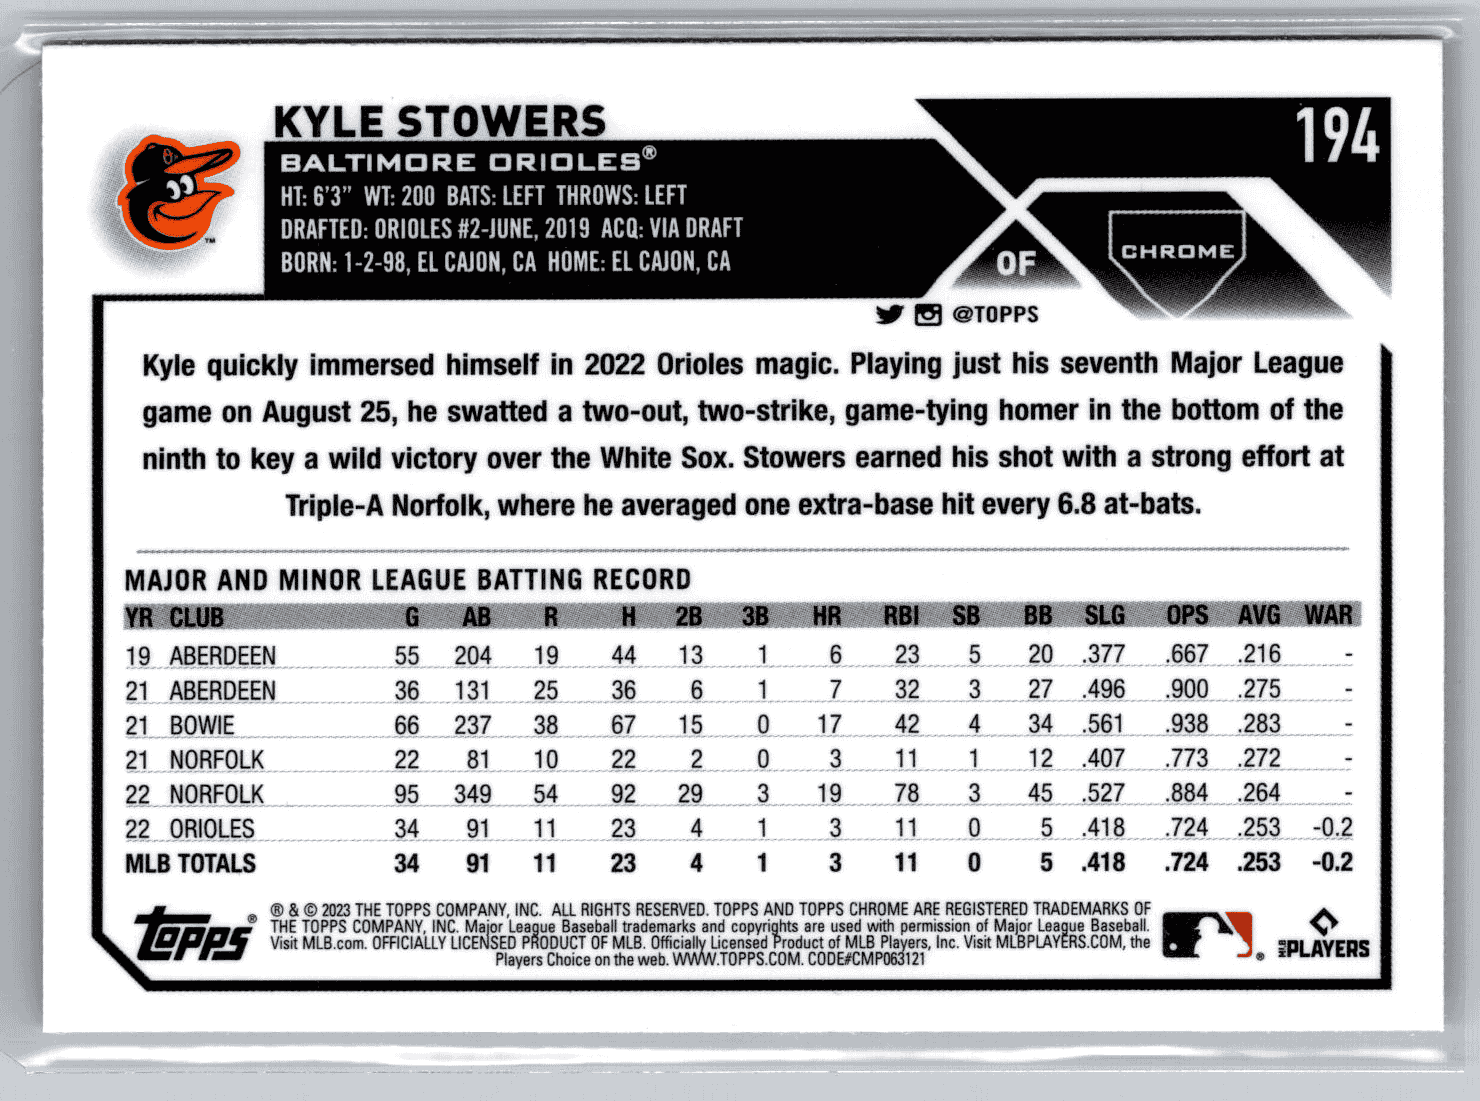 KYLE STOWERS
194
BALTIMORE ORIOLES®
HT: 6'3" WT: 200 BATS: LEFT THROWS: LEFT
DRAFTED: ORIOLES #2-JUNE, 2019 ACQ: VIA DRAFT
BORN: 1-2-98, EL CAJON, CA HOME: EL CAJON, CA
OF
CHROME
TM
@TOPPS
Kyle quickly immersed himself in 2022 Orioles magic. Playing just his seventh Major League
game on August 25, he swatted a two-out, two-strike, game-tying homer in the bottom of the
ninth to key a wild victory over the White Sox. Stowers earned his shot with a strong effort at
Triple-A Norfolk, where he averaged one extra-base hit every 6.8 at-bats.
MAJOR AND MINOR LEAGUE BATTING RECORD
YR CLUB G AB R H 2B 3B HR RBI SB BB SLG OPS AVG WAR
19 ABERDEEN 55 204 19 44 13 1 6 23 5 20 .377 .667 .216 -
21 ABERDEEN 36 131 25 36 6 1 7 32 3 27 .496 .900 .275 -
21 BOWIE 66 237 38 67 15 0 17 42 4 34 .561 .938 .283 -
21 NORFOLK 22 81 10 22 2 0 3 11 1 12 .407 .773 .272 -
22 NORFOLK 95 349 54 92 29 3 19 78 3 45 .527 .884 .264 -
22 ORIOLES 34 91 11 23 4 1 3 11 0 5 .418 .724 .253 -0.2
MLB TOTALS 34 91 11 23 4 1 3 11 0 5 .418 .724 .253 -0.2
Topps®
® & © 2023 THE TOPPS COMPANY, INC. ALL RIGHTS RESERVED. TOPPS AND TOPPS CHROME ARE REGISTERED TRADEMARKS OF
THE TOPPS COMPANY, INC. Major League Baseball trademarks and copyrights are used with permission of Major League Baseball.
Visit MLB.com. OFFICIALLY LICENSED PRODUCT OF MLB. Officially Licensed Product of MLB Players, Inc. Visit MLBPLAYERS.COM, the
Players Choice on the web. WWW.TOPPS.COM. CODE#CMP063121
®
MLB PLAYERS